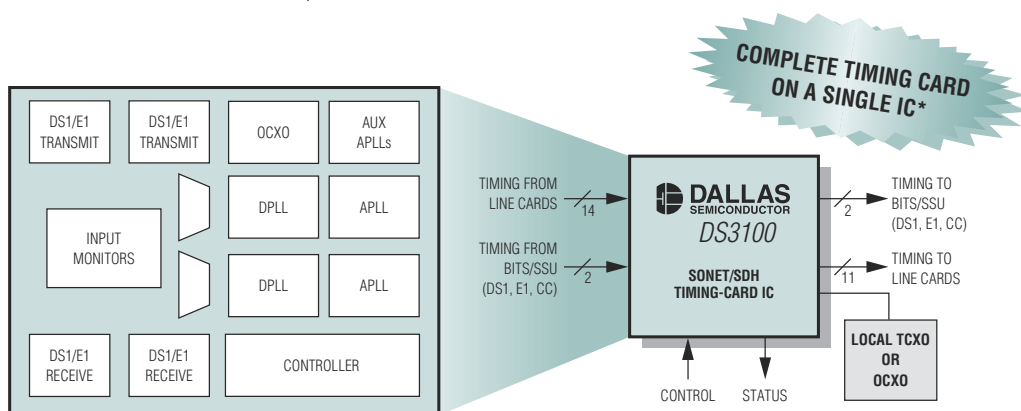 COMPLETE TIMING CARD
ON A SINGLE IC*
DS1/E1
TRANSMIT
DS1/E1
TRANSMIT
OCXO
AUX
APLLs
INPUT
MONITORS
DPLL
APLL
DPLL
APLL
DS1/E1
RECEIVE
DS1/E1
RECEIVE
CONTROLLER
TIMING FROM
LINE CARDS
14
TIMING FROM
BITS/SSU
(DS1, E1, CC)
2
DALLAS
SEMICONDUCTOR
DS3100
SONET/SDH
TIMING-CARD IC
2
TIMING TO
BITS/SSU
(DS1, E1, CC)
11
TIMING TO
LINE CARDS
LOCAL TCXO
OR
OCXO
CONTROL
STATUS